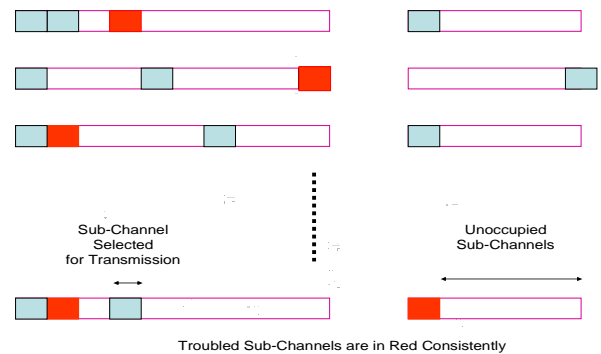 Sub-Channel
Selected
for Transmission
Unoccupied
Sub-Channels
Troubled Sub-Channels are in Red Consistently